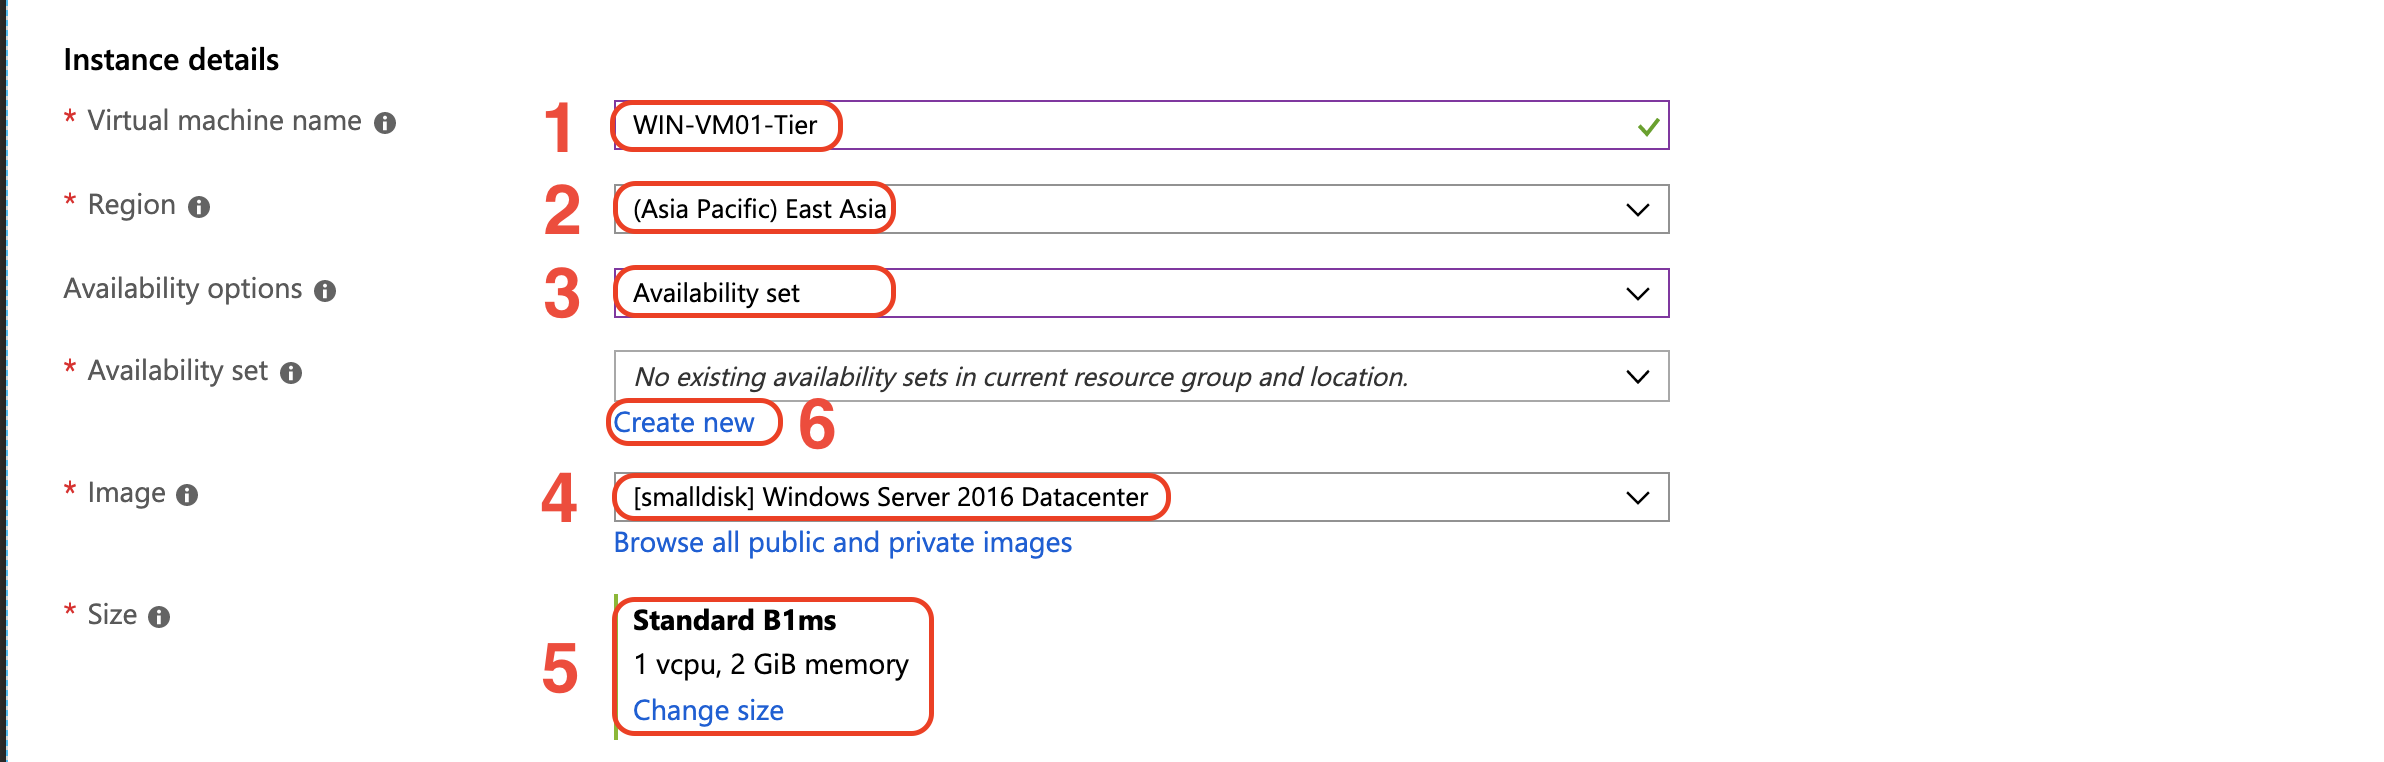 Instance details
* Virtual machine name
1
WIN-VM01-Tier
* Region
2
(Asia Pacific) East Asia
Availability options
3
Availability set
* Availability set
No existing availability sets in current resource group and location.
Create new
6
* Image
4
[smalldisk] Windows Server 2016 Datacenter
Browse all public and private images
* Size
5
Standard B1ms
1 vcpu, 2 GiB memory
Change size